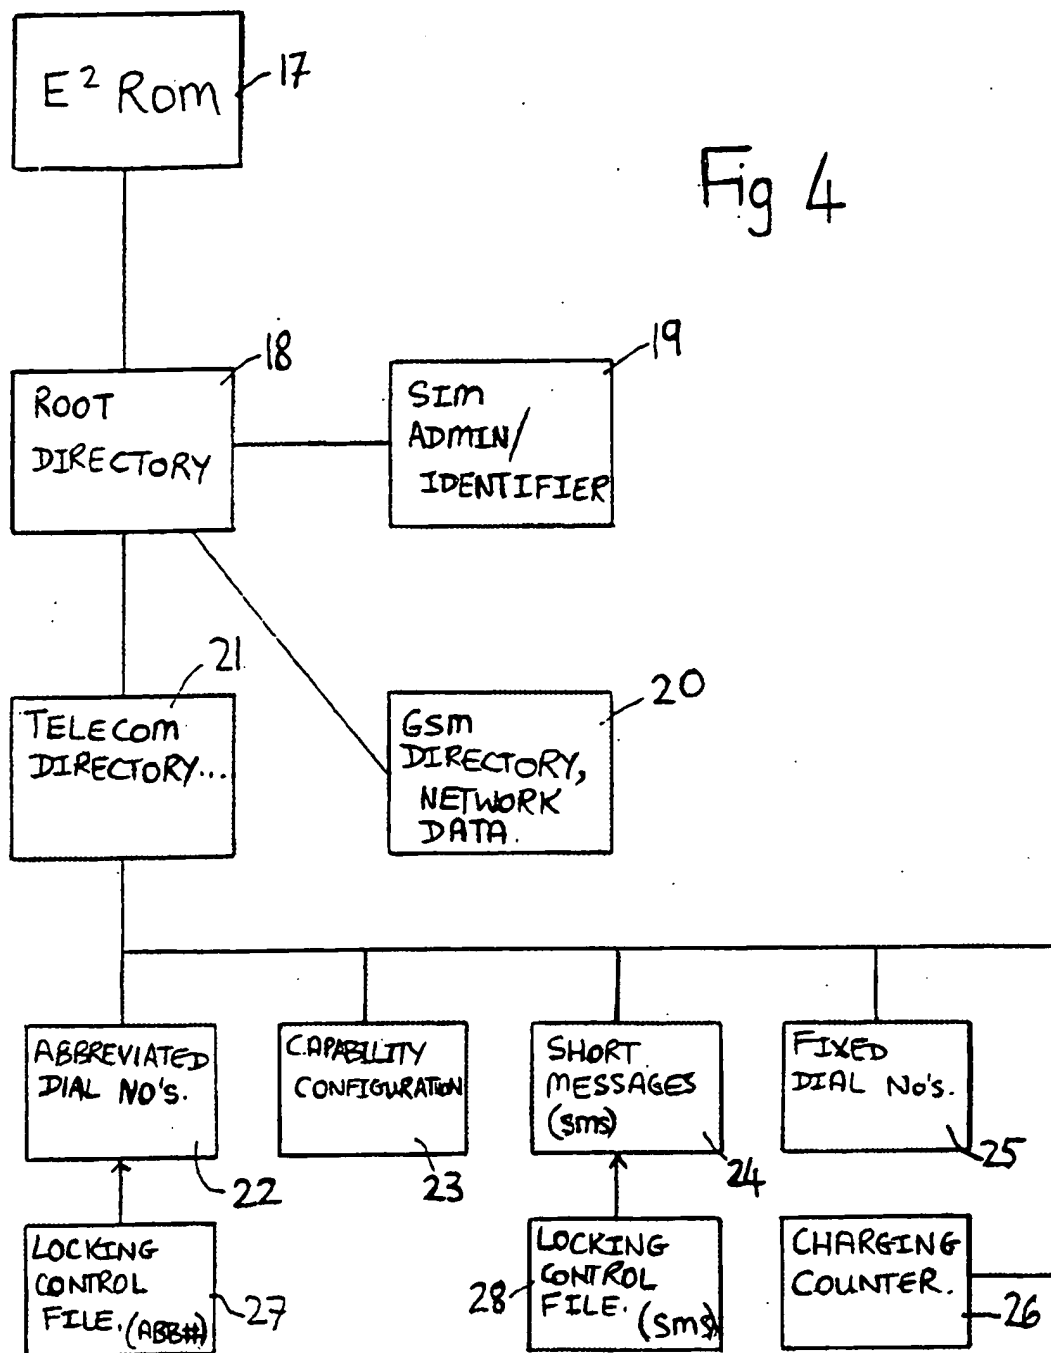 E² Rom
17
Fig 4
18
ROOT
DIRECTORY
19
SIM
ADMIN/
IDENTIFIER
21
TELECOM
DIRECTORY...
20
GSM
DIRECTORY,
NETWORK
DATA.
ABBREVIATED
DIAL NO'S.
22
CAPABILITY
CONFIGURATION
23
SHORT
MESSAGES
(sms)
24
FIXED
DIAL No's.
25
LOCKING
CONTROL
FILE. (ABB#)
27
LOCKING
CONTROL
FILE. (sms)
28
CHARGING
COUNTER.
26